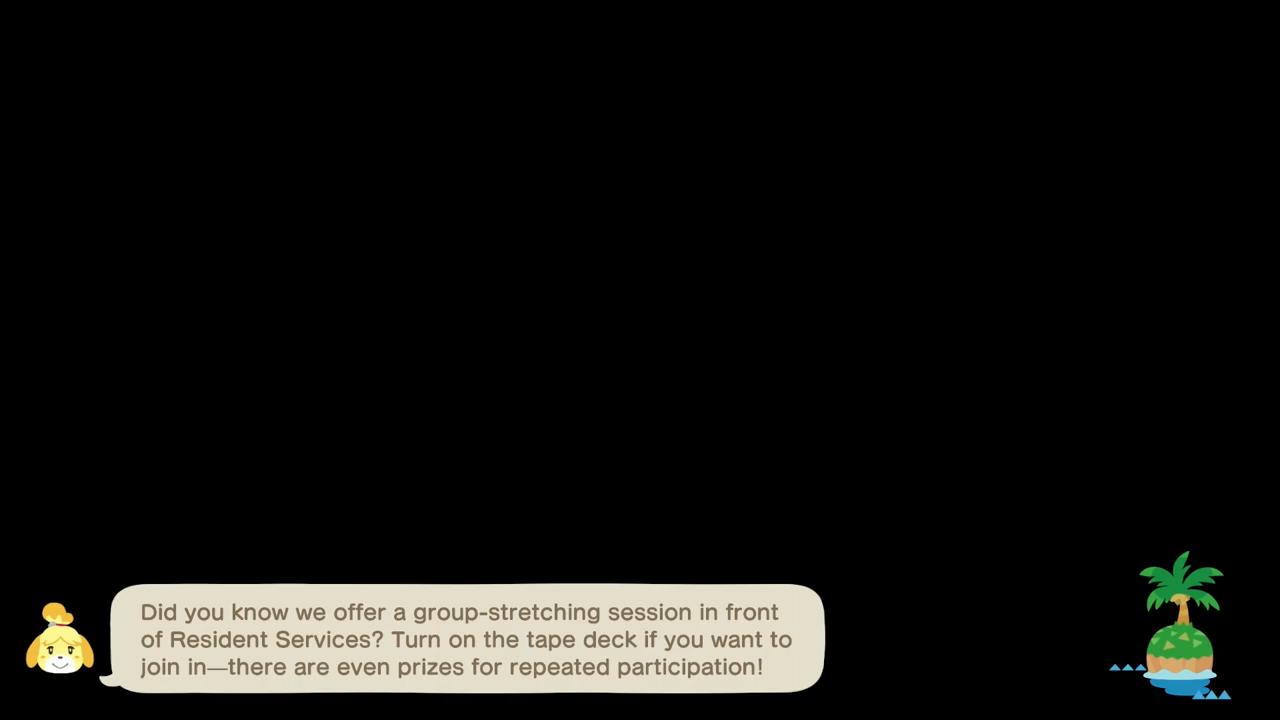 Did you know we offer a group-stretching session in front
of Resident Services? Turn on the tape deck if you want to
join in—there are even prizes for repeated participation!